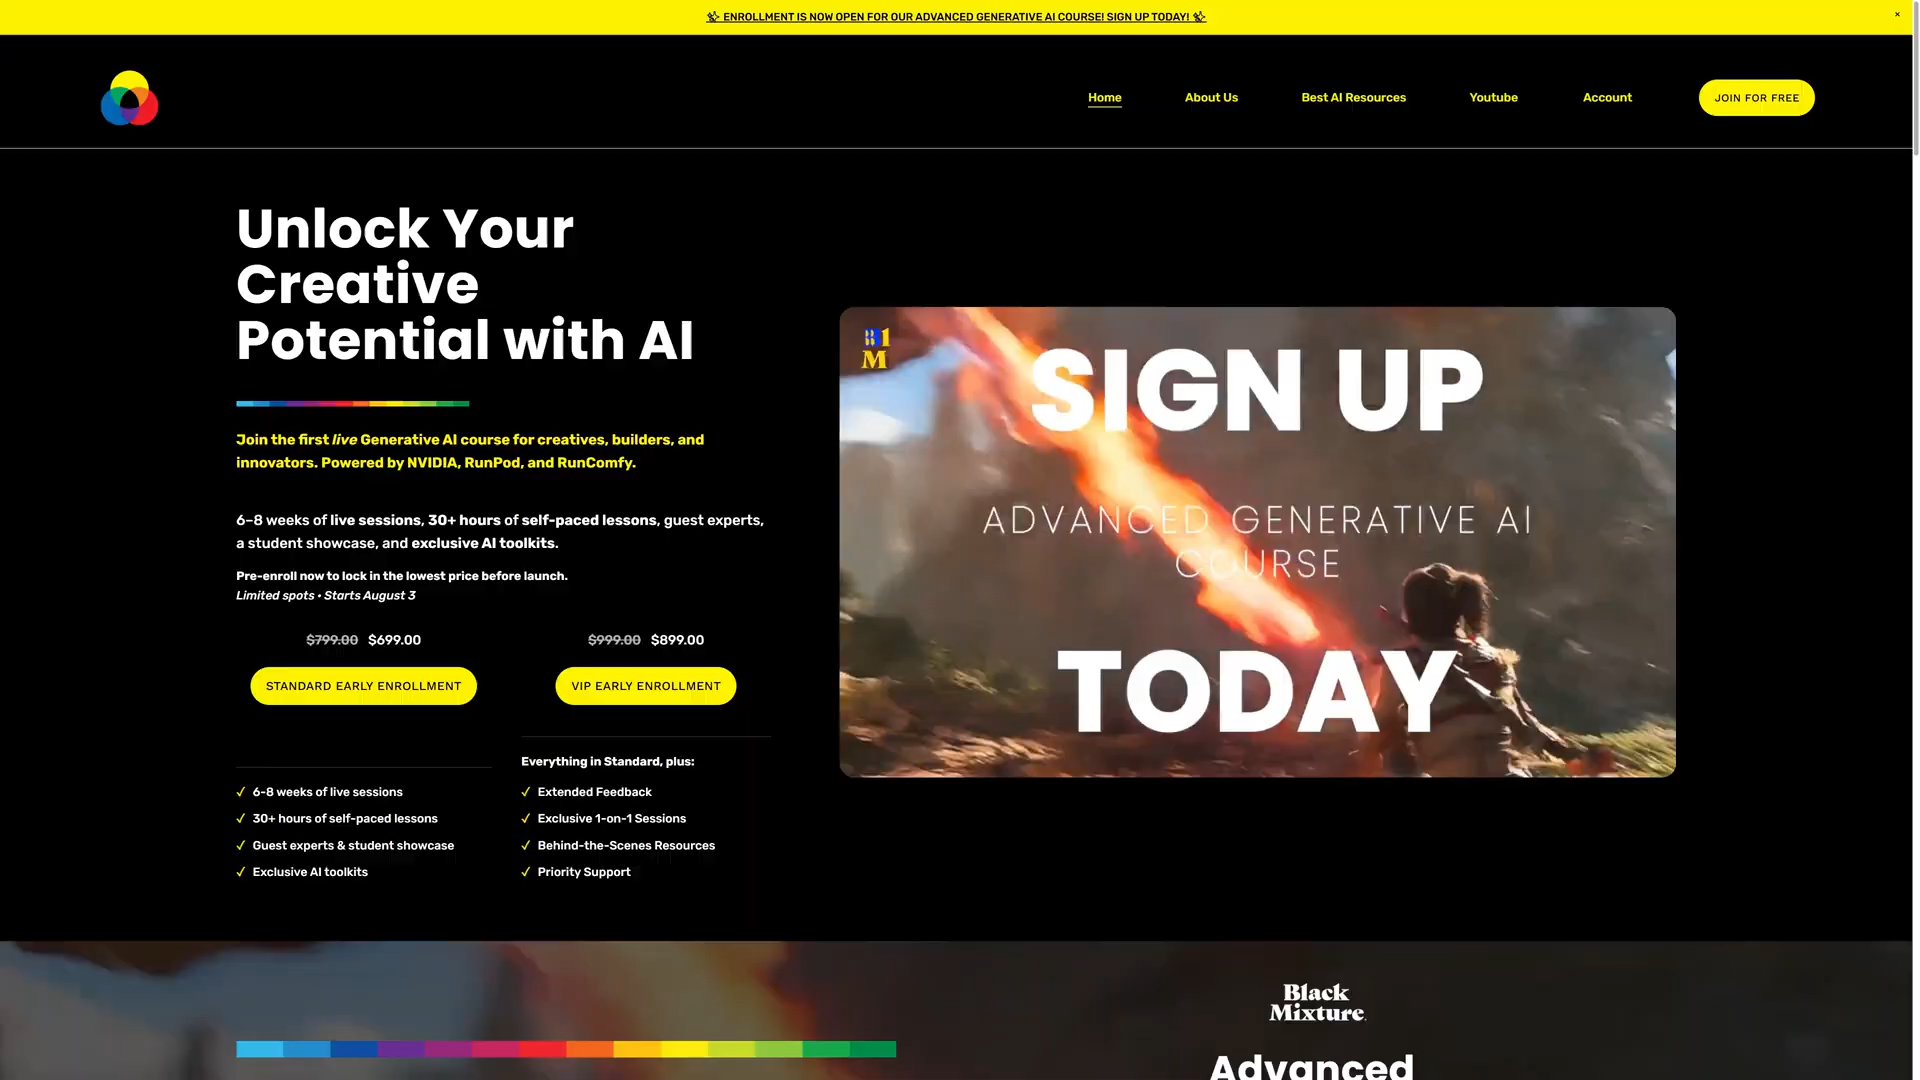 ENROLLMENT IS NOW OPEN FOR OUR ADVANCED GENERATIVE AI COURSE! SIGN UP TODAY!
×
Home
About Us
Best AI Resources
Youtube
Account
JOIN FOR FREE
Unlock Your
Creative
Potential with AI
Join the first live Generative AI course for creatives, builders, and
innovators. Powered by NVIDIA, RunPod, and RunComfy.
6–8 weeks of live sessions, 30+ hours of self-paced lessons, guest experts,
a student showcase, and exclusive AI toolkits.
Pre-enroll now to lock in the lowest price before launch.
Limited spots • Starts August 3
$799.00 $699.00
STANDARD EARLY ENROLLMENT
✓ 6-8 weeks of live sessions
✓ 30+ hours of self-paced lessons
✓ Guest experts & student showcase
✓ Exclusive AI toolkits
$999.00 $899.00
VIP EARLY ENROLLMENT
Everything in Standard, plus:
✓ Extended Feedback
✓ Exclusive 1-on-1 Sessions
✓ Behind-the-Scenes Resources
✓ Priority Support
SIGN UP
ADVANCED GENERATIVE AI
COURSE
TODAY
Black
Mixture
Advanced